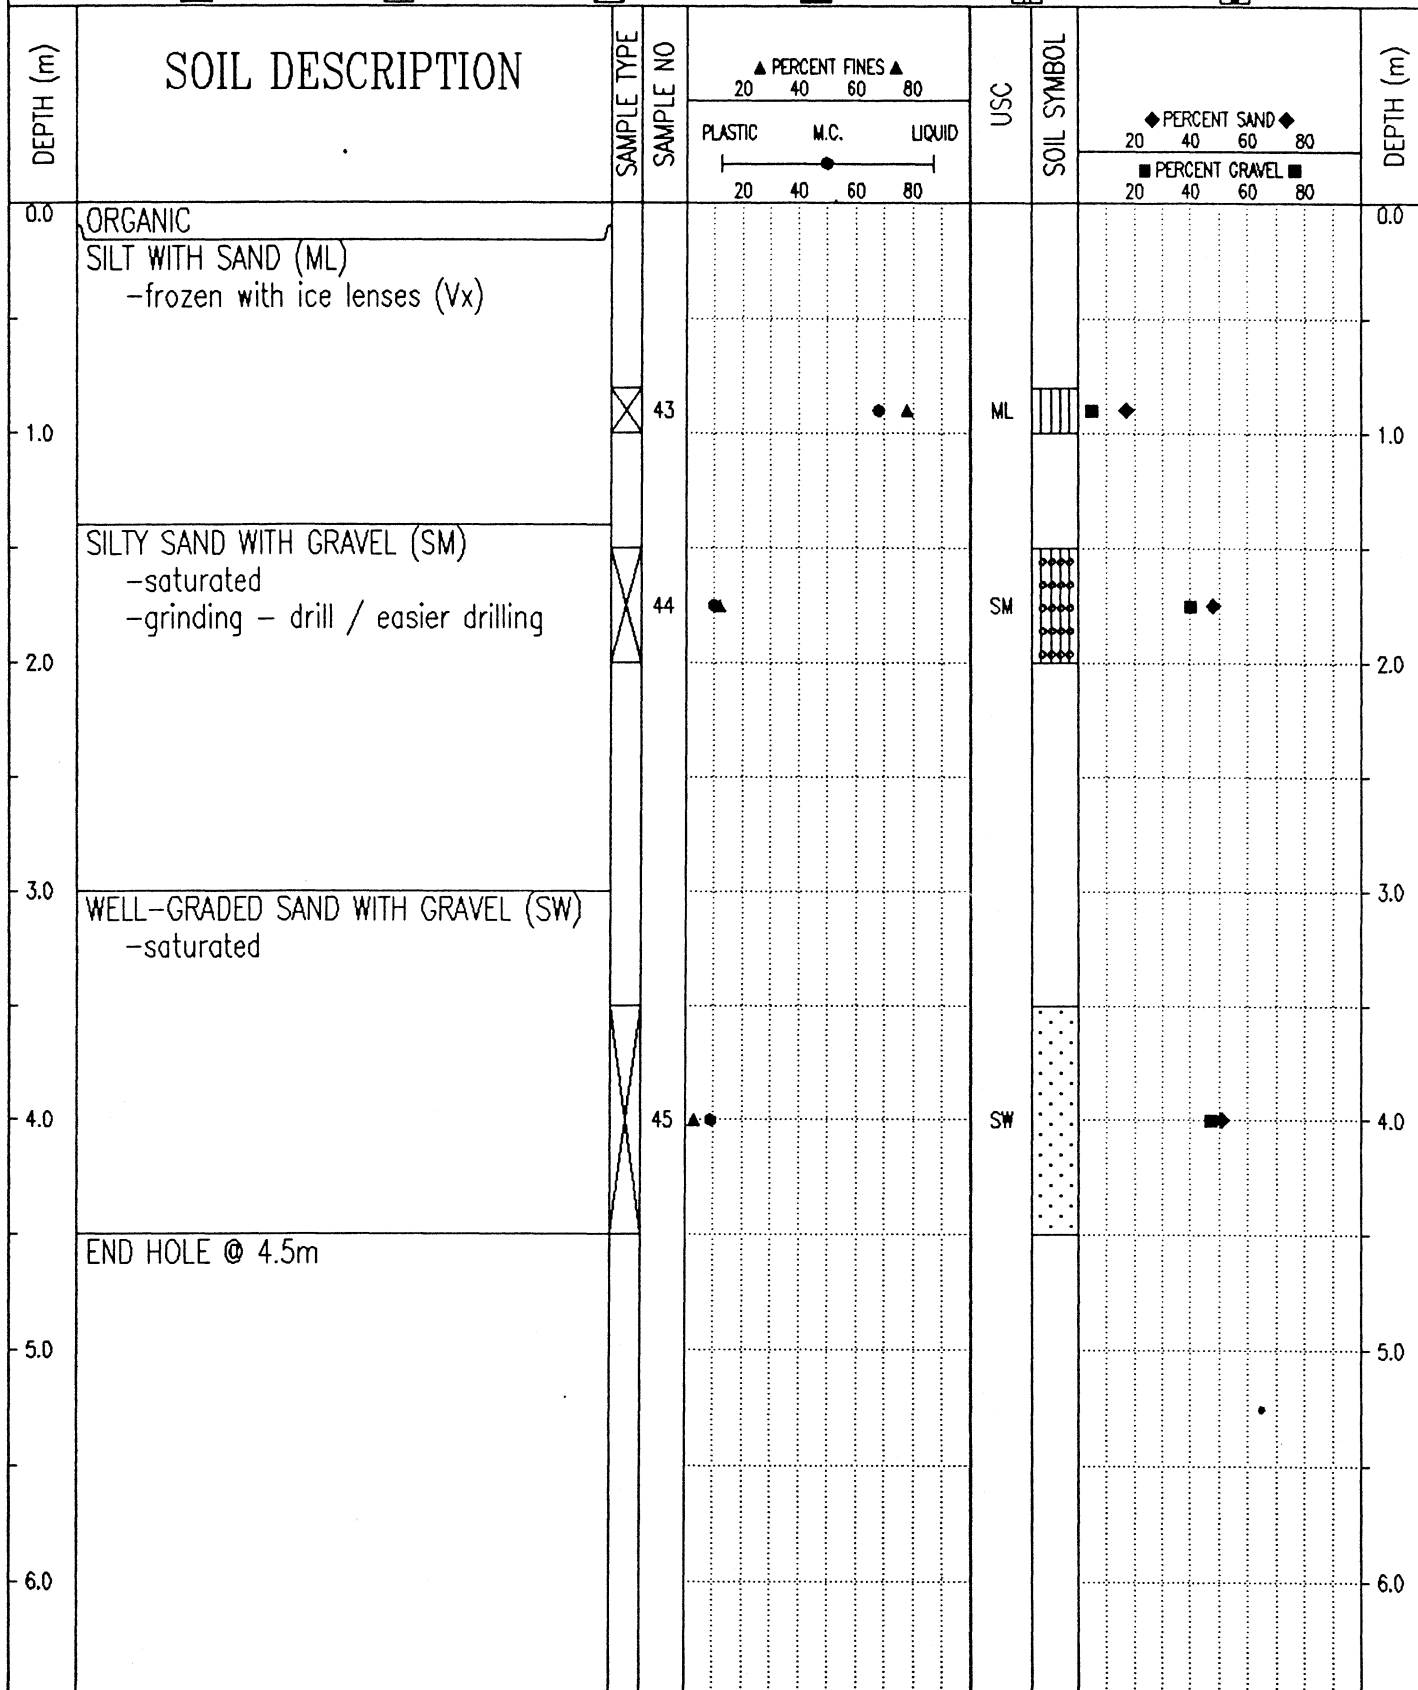 DEPTH (m)
SOIL DESCRIPTION
SAMPLE TYPE
SAMPLE NO
▲ PERCENT FINES ▲
20 40 60 80
PLASTIC M.C. LIQUID
20 40 60 80
USC
SOIL SYMBOL
◆ PERCENT SAND ◆
20 40 60 80
■ PERCENT GRAVEL ■
20 40 60 80
DEPTH (m)
0.0 0.0
ORGANIC
SILT WITH SAND (ML)
-frozen with ice lenses (Vx)
43 ML
1.0 1.0
SILTY SAND WITH GRAVEL (SM)
-saturated
-grinding - drill / easier drilling
44 SM
2.0 2.0
3.0 3.0
WELL-GRADED SAND WITH GRAVEL (SW)
-saturated
4.0 45 SW 4.0
END HOLE @ 4.5m
5.0 5.0
6.0 6.0